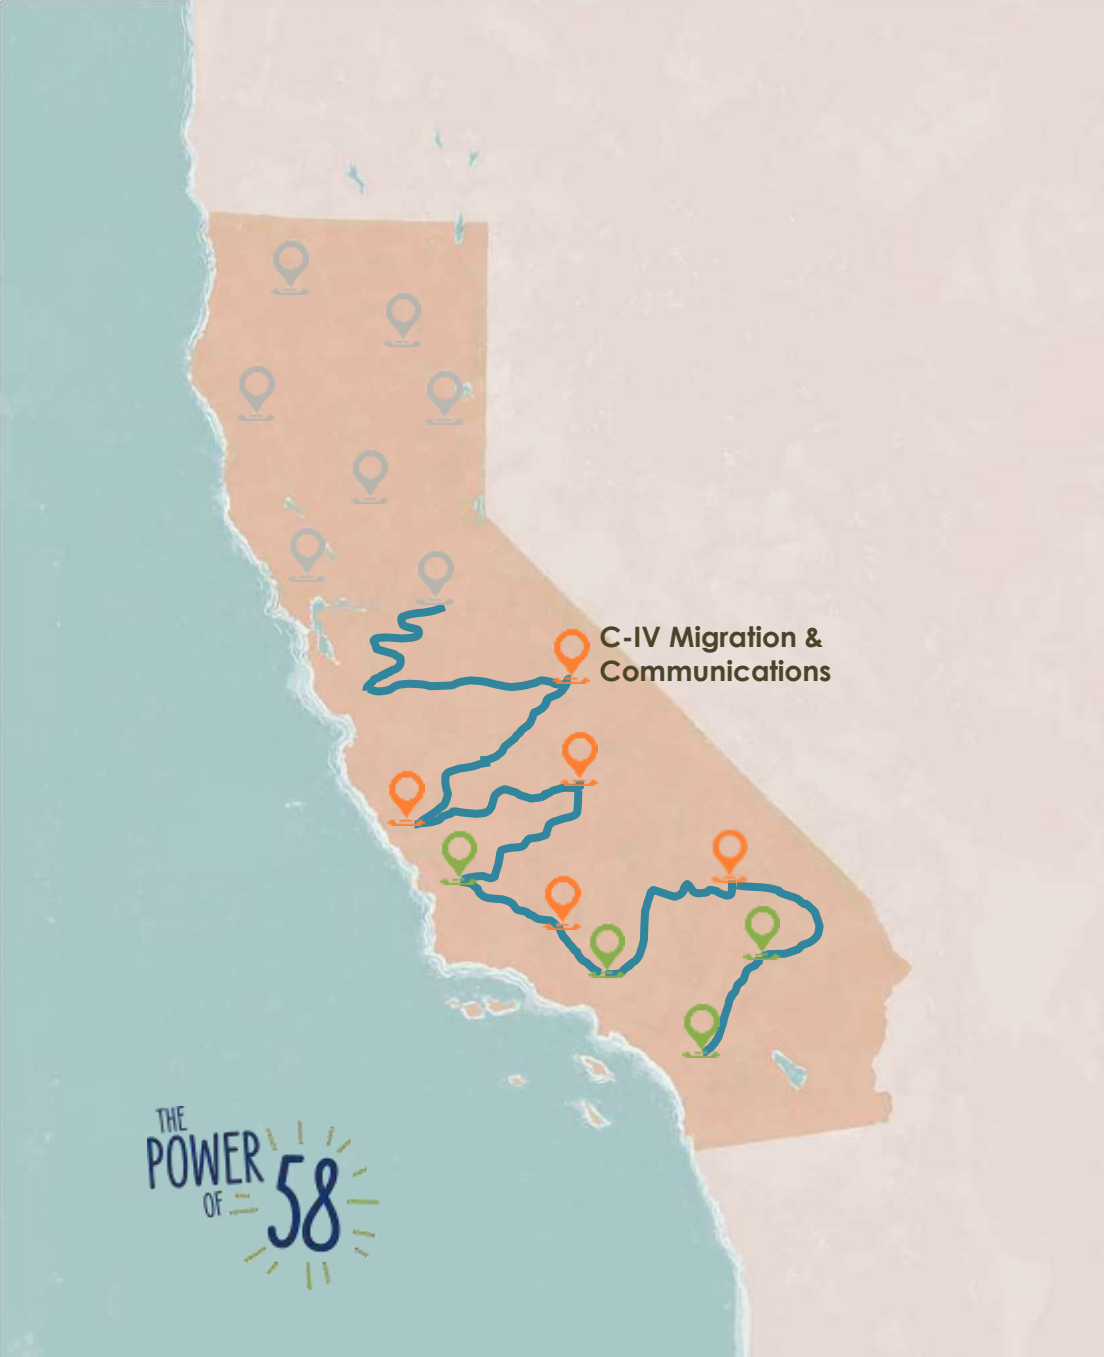 C-IV Migration &
Communications
THE
POWER
OF
58